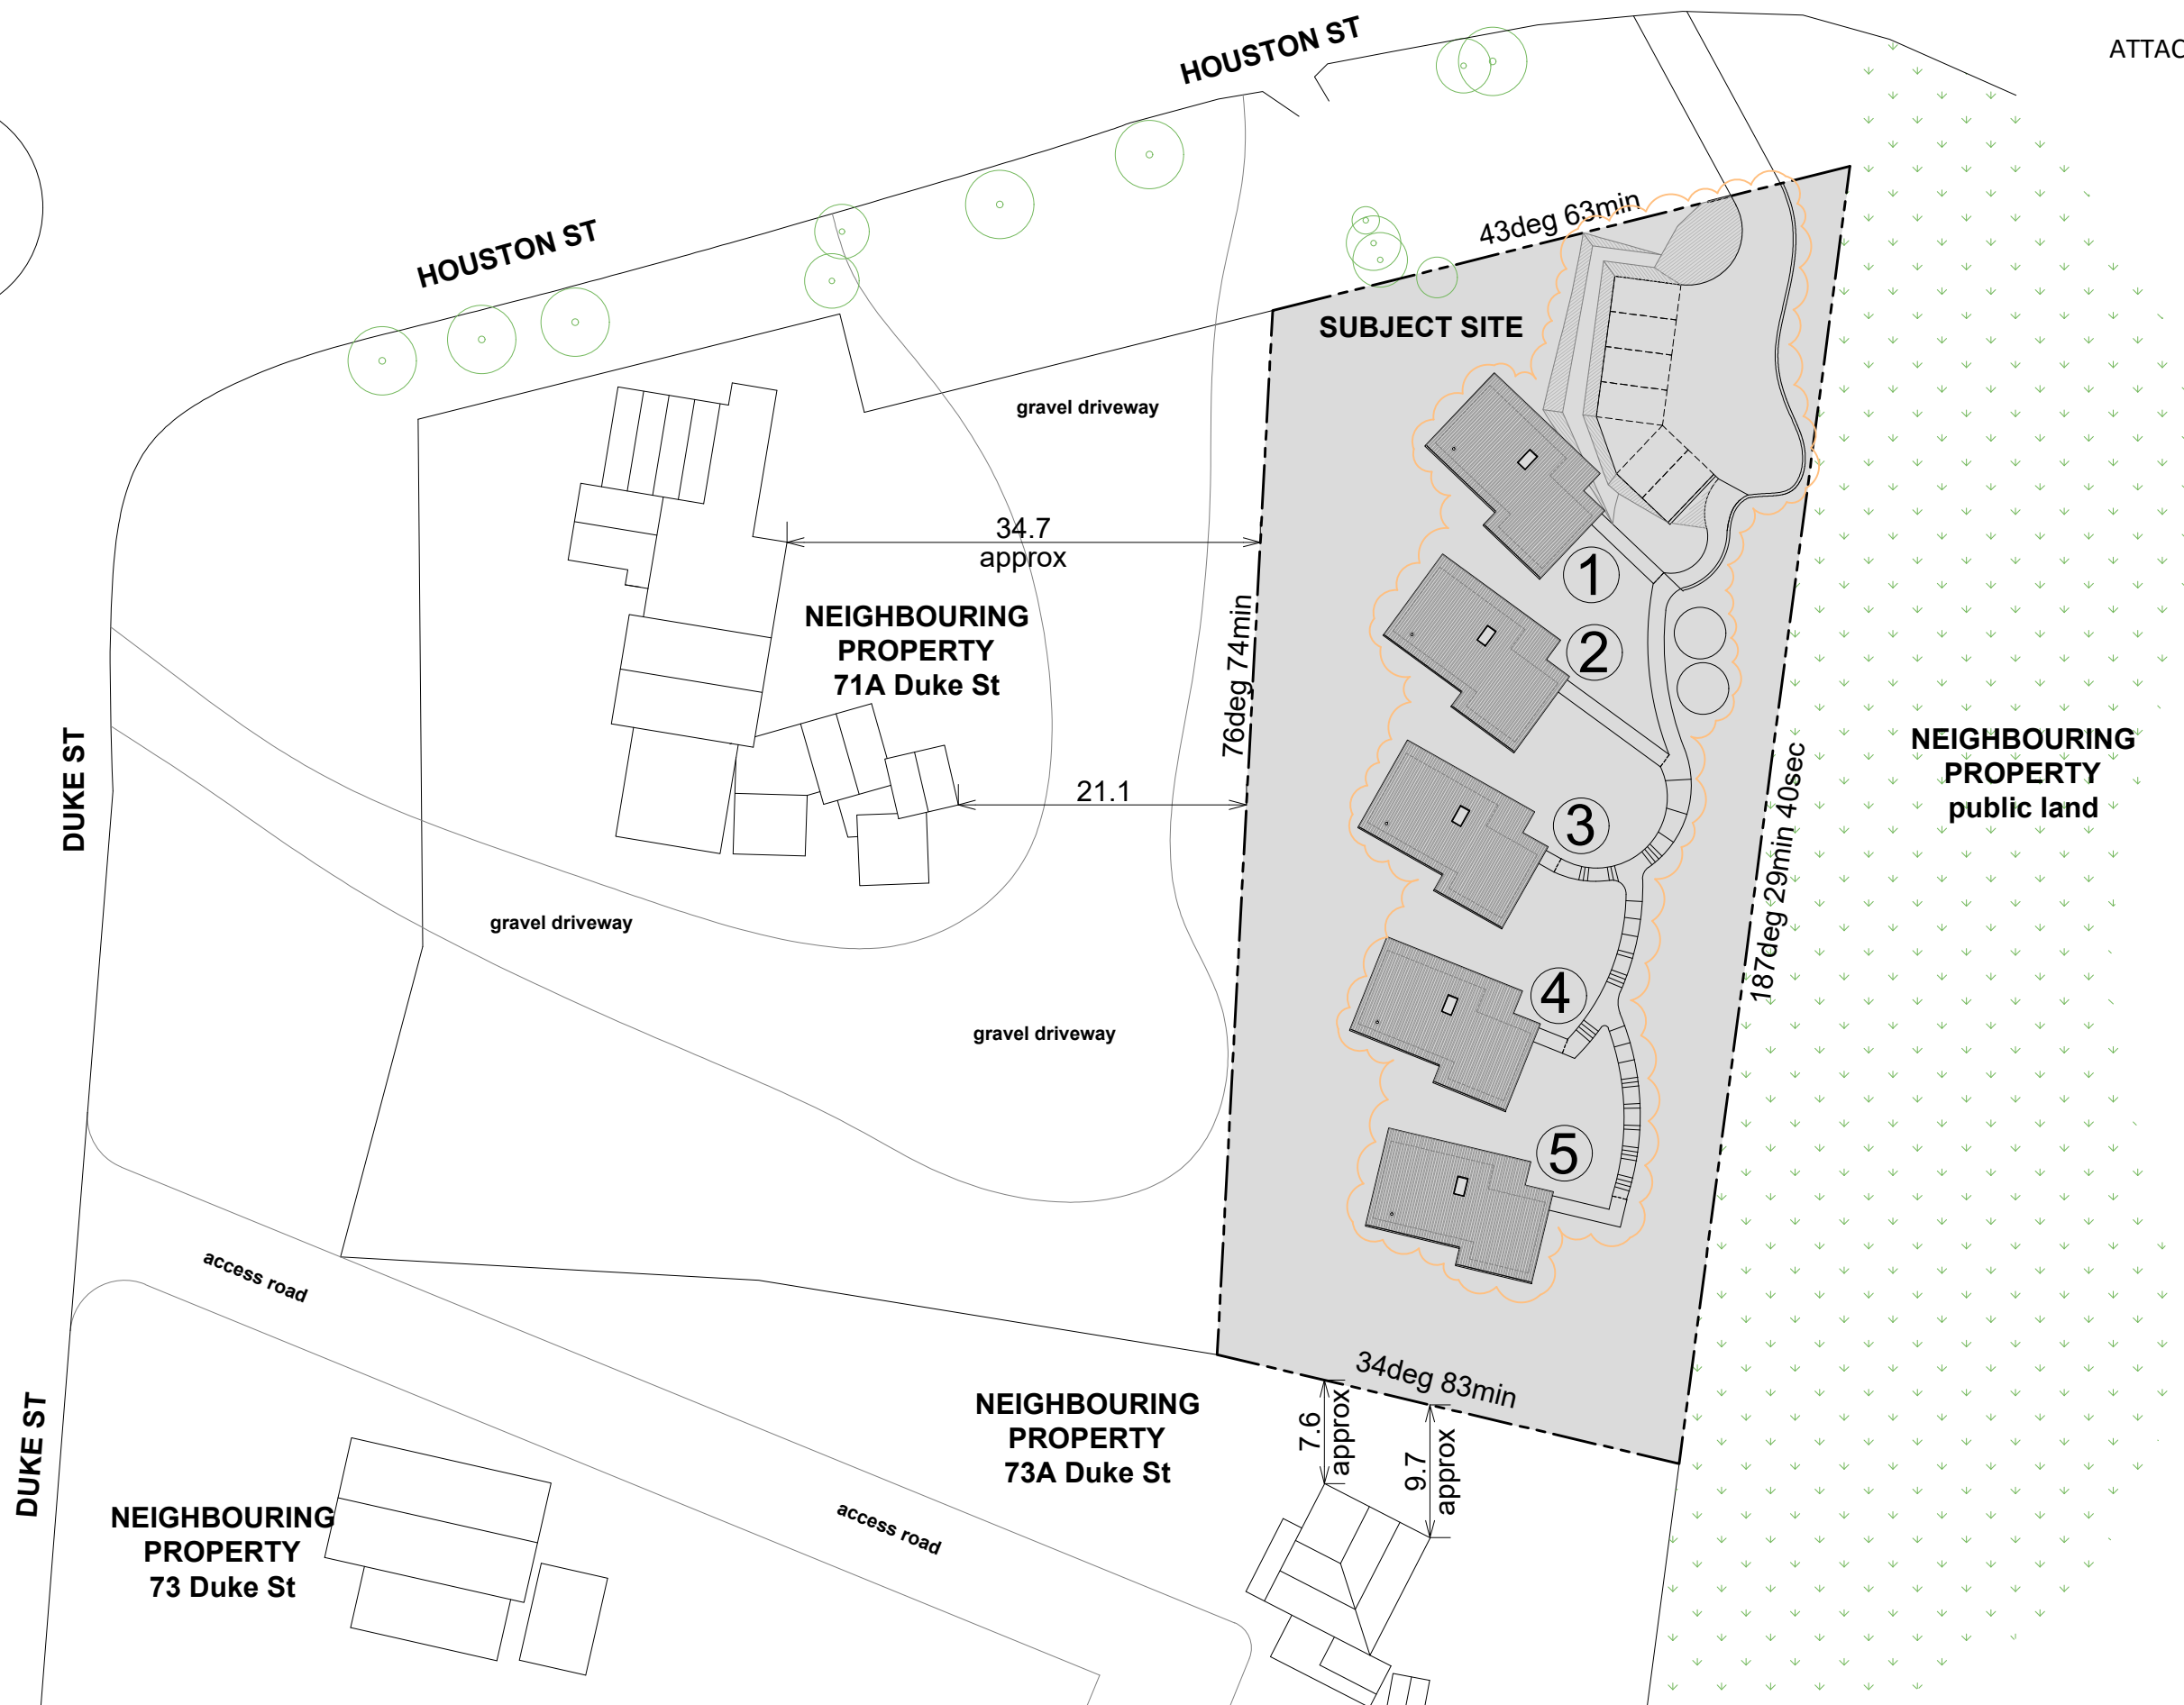 ATTAC
HOUSTON ST
HOUSTON ST
43deg 63min
SUBJECT SITE
gravel driveway
34.7
approx
1
NEIGHBOURING
PROPERTY
71A Duke St
2
76deg 74min
DUKE ST
NEIGHBOURING
PROPERTY
public land
21.1
3
187deg 29min 40sec
gravel driveway
4
gravel driveway
5
access road
34deg 83min
NEIGHBOURING
PROPERTY
73A Duke St
7.6
approx
9.7
approx
DUKE ST
NEIGHBOURING
PROPERTY
73 Duke St
access road